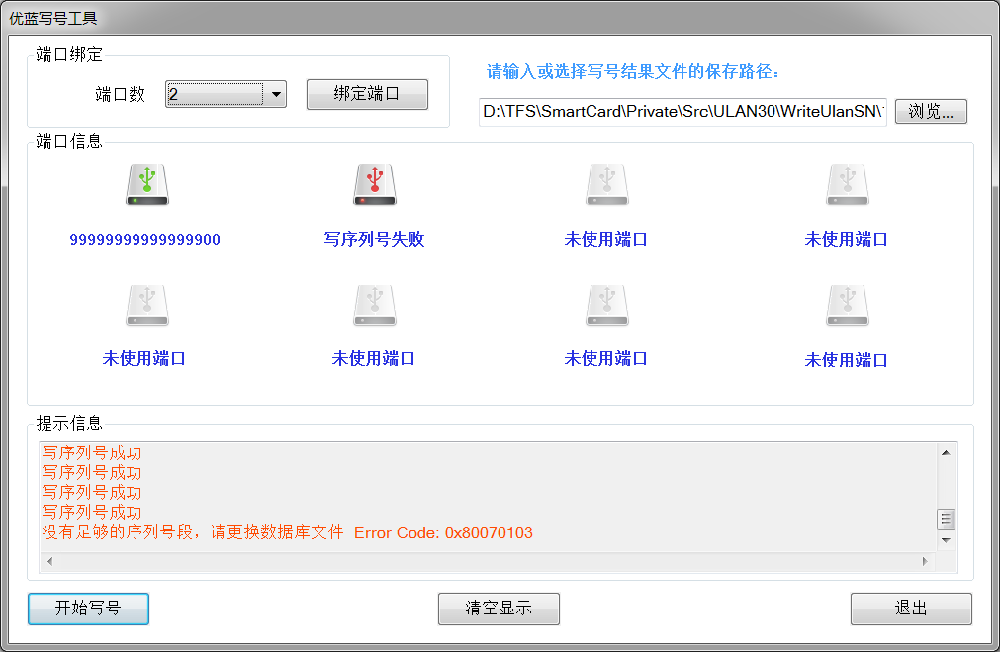 优蓝写号工具
端口绑定
端口数
2
绑定端口
请输入或选择写号结果文件的保存路径：
D:\TFS\SmartCard\Private\Src\ULAN30\WriteUlanSN\
浏览...
端口信息
99999999999999900
写序列号失败
未使用端口
未使用端口
未使用端口
未使用端口
未使用端口
未使用端口
提示信息
写序列号成功
写序列号成功
写序列号成功
写序列号成功
没有足够的序列号段，请更换数据库文件 Error Code: 0x80070103
开始写号
清空显示
退出